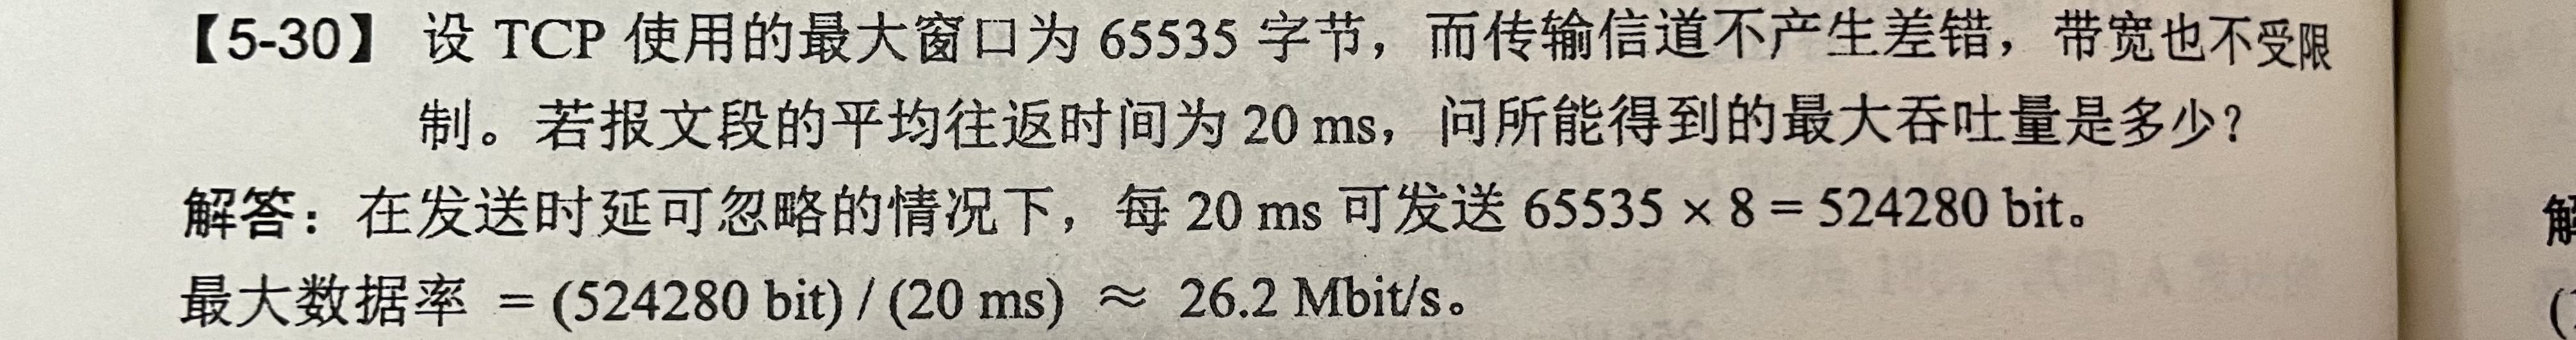 【5-30】 设 TCP 使用的最大窗口为 65535 字节，而传输信道不产生差错，带宽也不受限
制。若报文段的平均往返时间为 20 ms，问所能得到的最大吞吐量是多少？
解答：在发送时延可忽略的情况下，每 20 ms 可发送 65535 × 8 = 524280 bit。
最大数据率 = (524280 bit) / (20 ms) ≈ 26.2 Mbit/s。